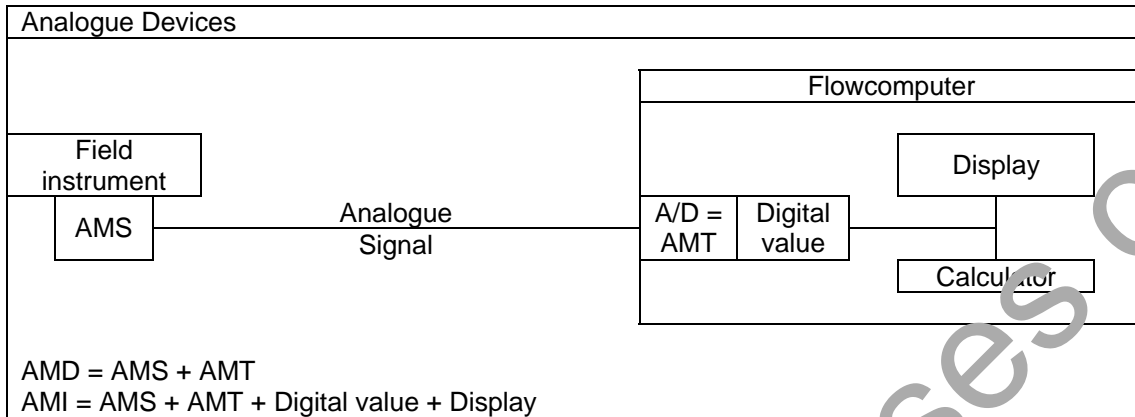 Analogue Devices
Flowcomputer
Field
instrument
Display
AMS
Analogue
Signal
A/D =
AMT
Digital
value
Calculator
AMD = AMS + AMT
AMI = AMS + AMT + Digital value + Display
ses